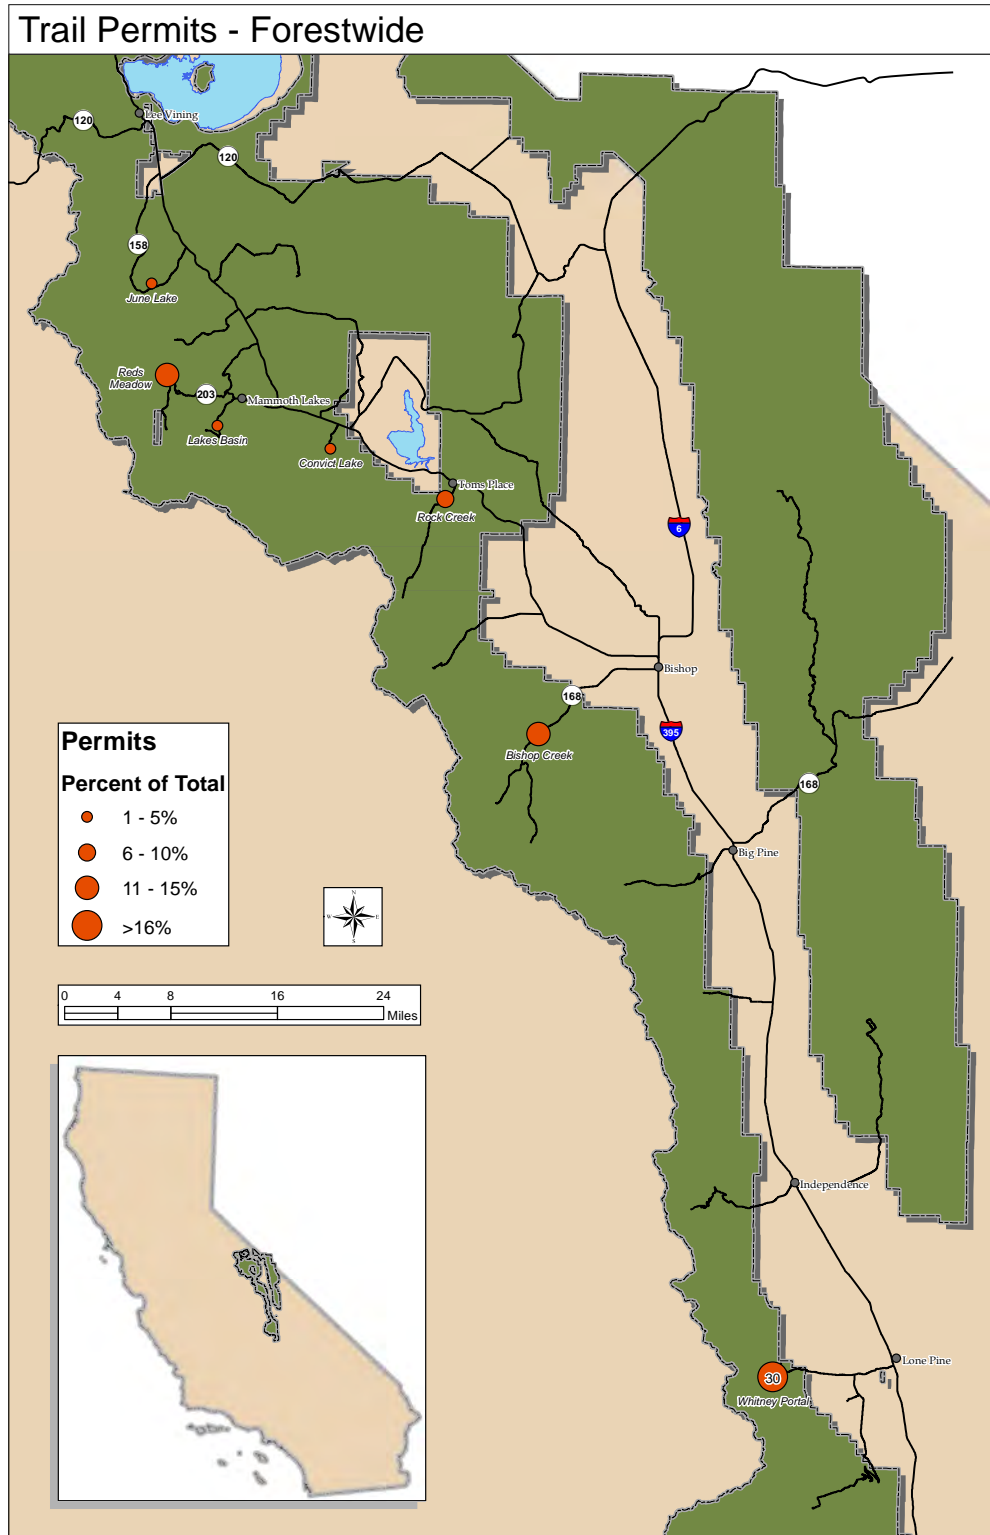 Trail Permits - Forestwide
Lee Vining
120
120
158
June Lake
Reds
Meadow
203
Mammoth Lakes
Lakes Basin
Convict Lake
Toms Place
Rock Creek
6
Bishop
168
395
Bishop Creek
168
Big Pine
Permits
Percent of Total
1 - 5%
6 - 10%
11 - 15%
>16%
N
W
E
S
0
4
8
16
24
Miles
Independence
Lone Pine
30
Whitney Portal